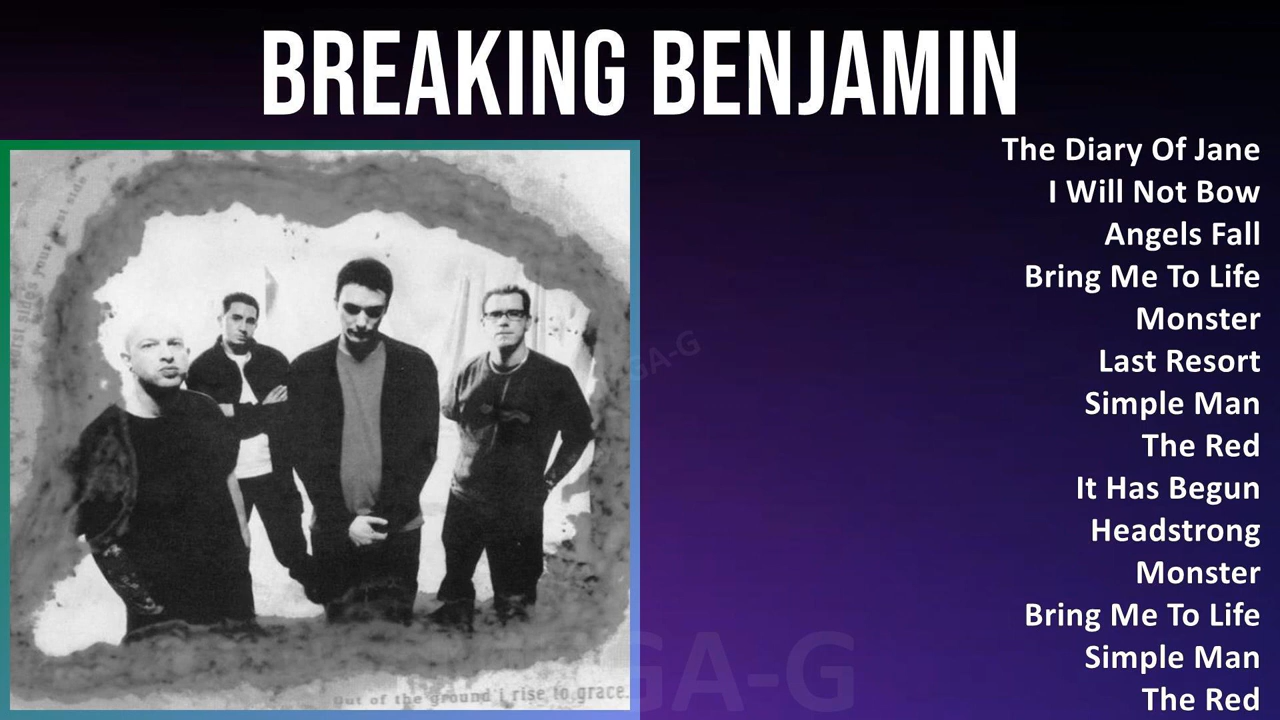 BREAKING BENJAMIN
The Diary Of Jane
I Will Not Bow
Angels Fall
Bring Me To Life
Monster
Last Resort
Simple Man
The Red
It Has Begun
Headstrong
Monster
Bring Me To Life
Simple Man
The Red
out of the ground i rise to grace.
GA-G
GA-G